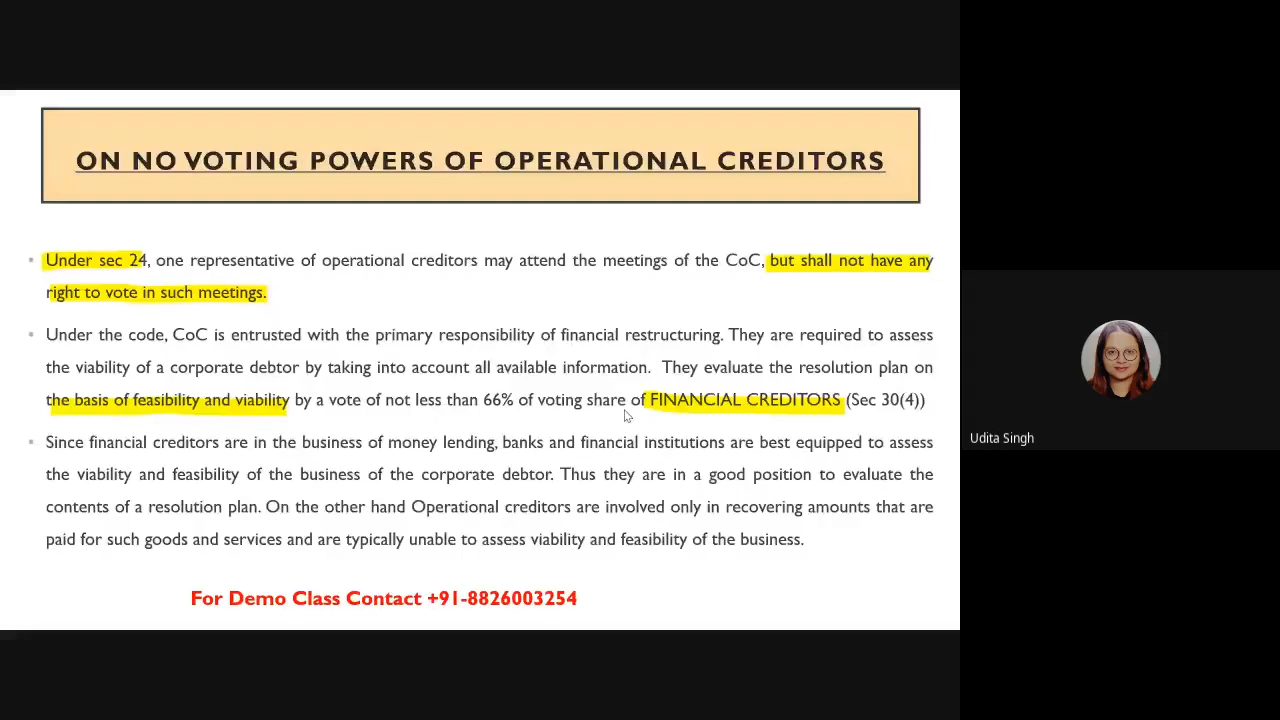 ON NO VOTING POWERS OF OPERATIONAL CREDITORS
• Under sec 24, one representative of operational creditors may attend the meetings of the CoC, but shall not have any
right to vote in such meetings.
• Under the code, CoC is entrusted with the primary responsibility of financial restructuring. They are required to assess
the viability of a corporate debtor by taking into account all available information. They evaluate the resolution plan on
the basis of feasibility and viability by a vote of not less than 66% of voting share of FINANCIAL CREDITORS (Sec 30(4))
• Since financial creditors are in the business of money lending, banks and financial institutions are best equipped to assess
the viability and feasibility of the business of the corporate debtor. Thus they are in a good position to evaluate the
contents of a resolution plan. On the other hand Operational creditors are involved only in recovering amounts that are
paid for such goods and services and are typically unable to assess viability and feasibility of the business.
For Demo Class Contact +91-8826003254
Udita Singh